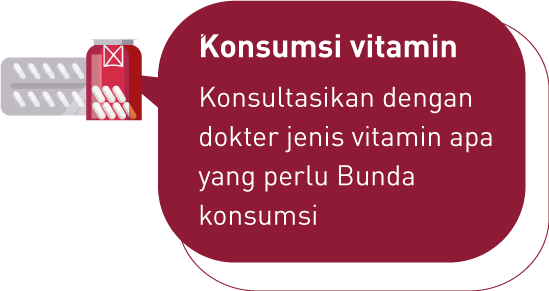 Konsumsi vitamin
Konsultasikan dengan
dokter jenis vitamin apa
yang perlu Bunda
konsumsi